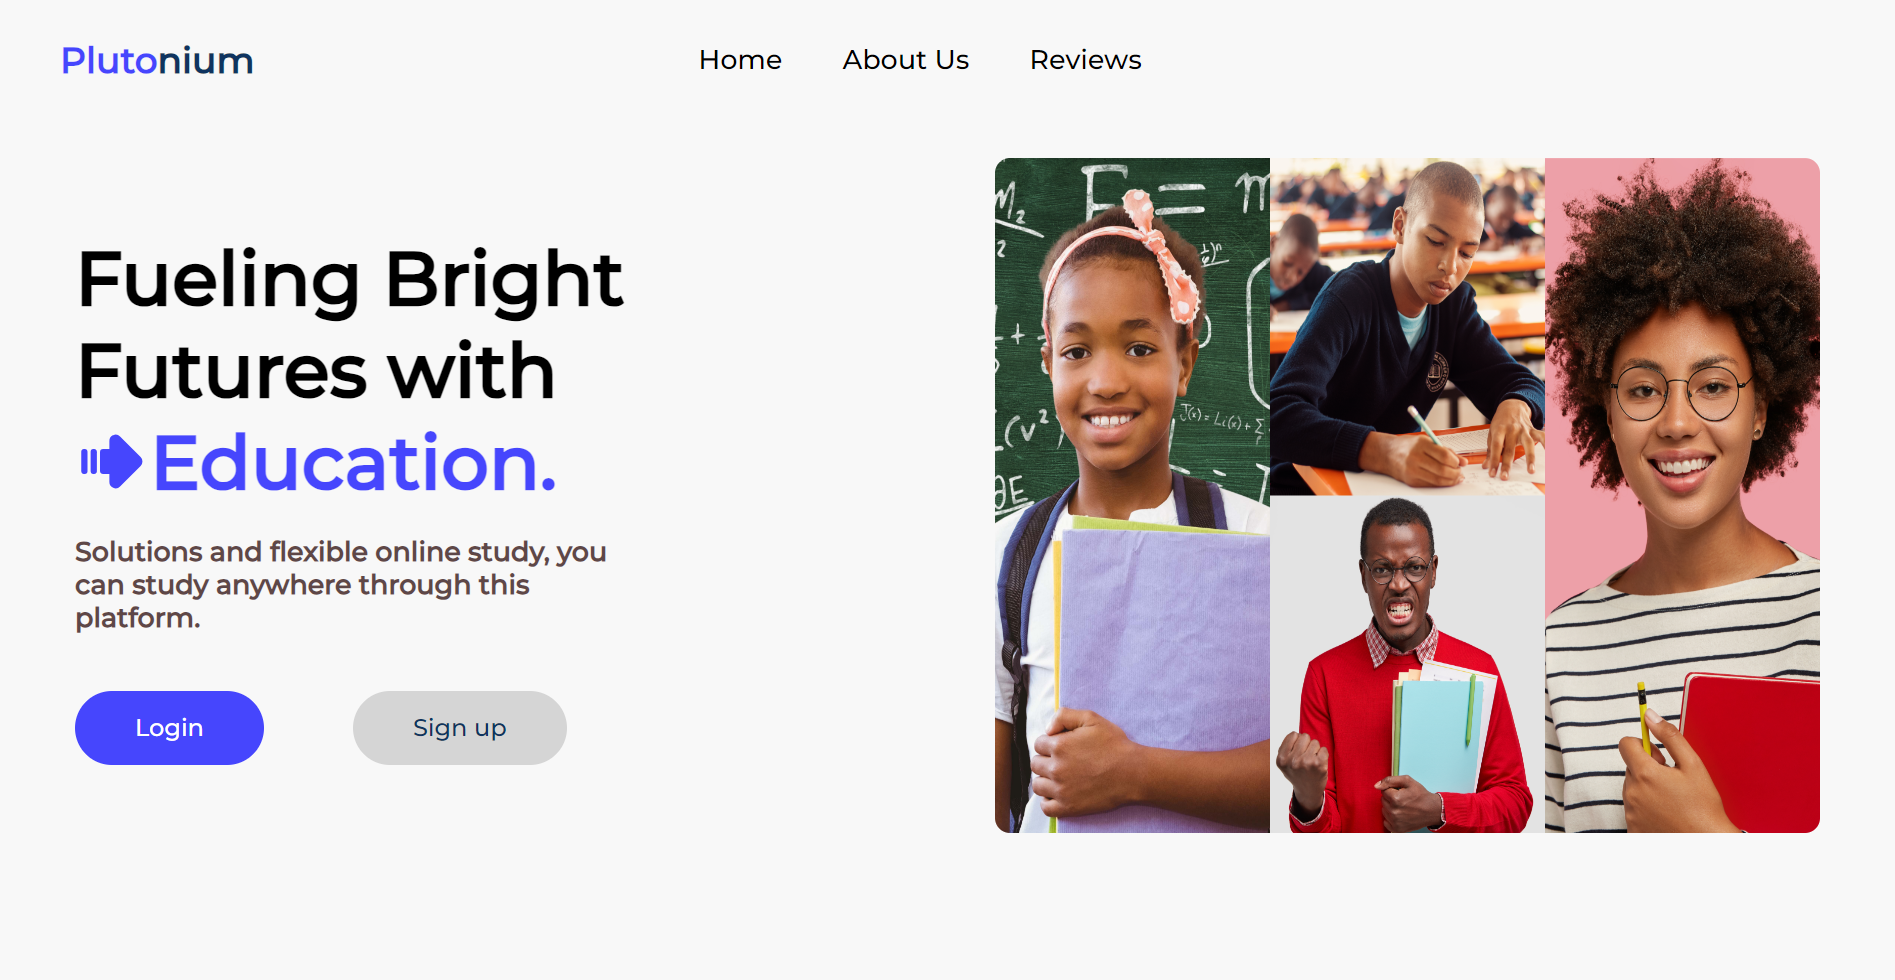 Plutonium
Home About Us Reviews
Fueling Bright
Futures with
Education.
Solutions and flexible online study, you
can study anywhere through this
platform.
Login Sign up